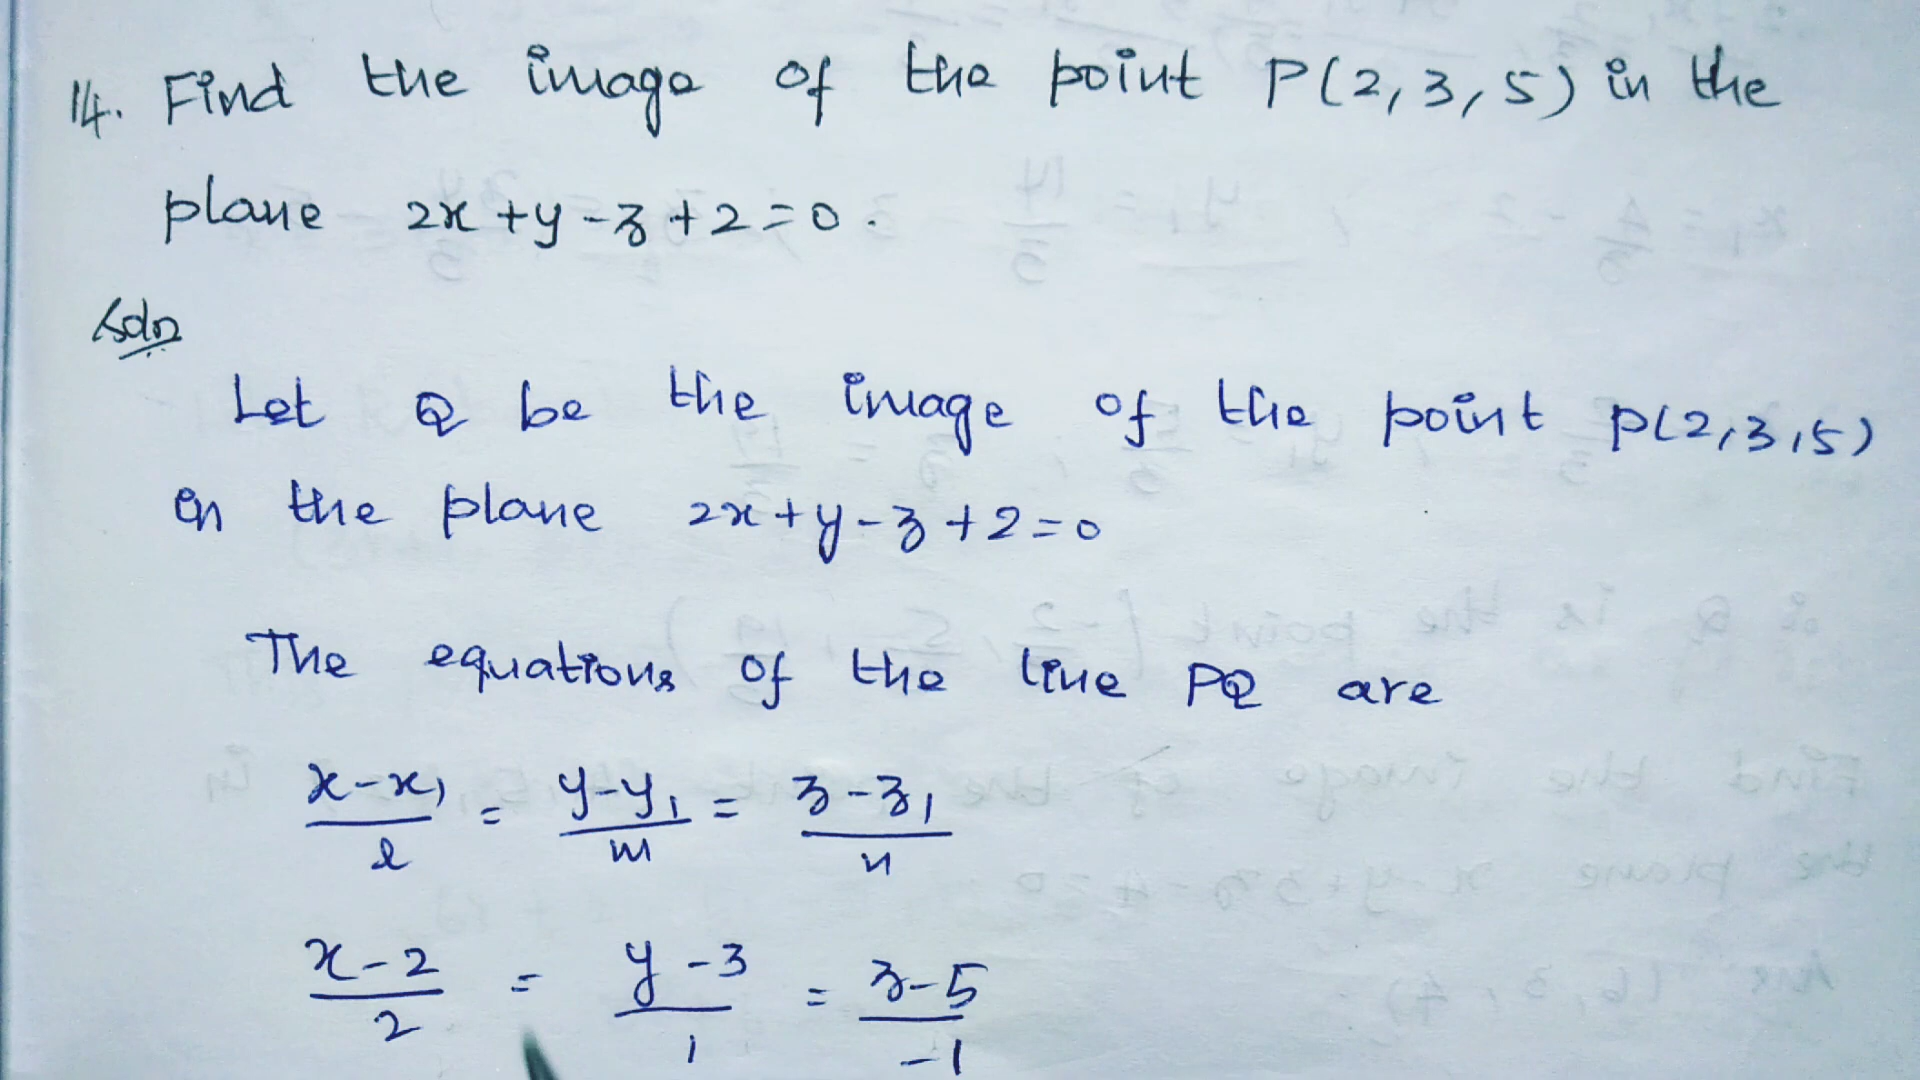 14. Find the image of the point P(2,3,5) in the
plane 2x+y-z+2=0.
Soln
Let Q be the image of the point P(2,3,5)
in the plane 2x+y-z+2=0
The equations of the line PQ are
(x-x₁)/l = (y-y₁)/m = (z-z₁)/n
(x-2)/2 = (y-3)/1 = (z-5)/-1